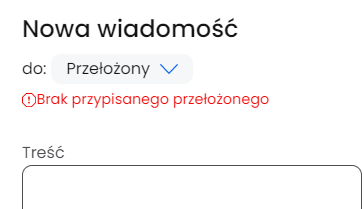 Nowa wiadomość
do: Przełożony
Brak przypisanego przełożonego
Treść